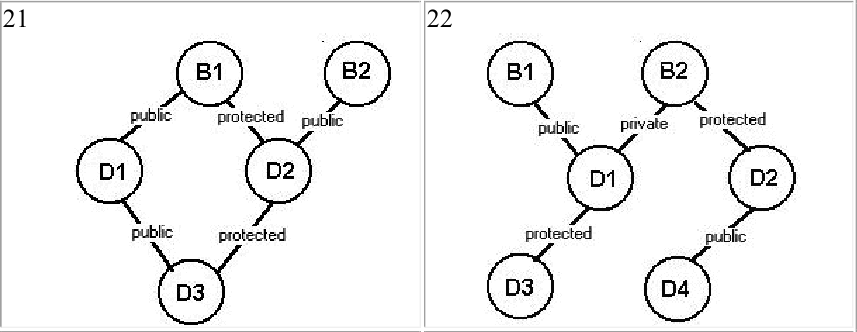 21
B1
B2
public
protected
public
D1
D2
public
protected
D3
22
B1
B2
public
private
protected
D1
D2
protected
public
D3
D4